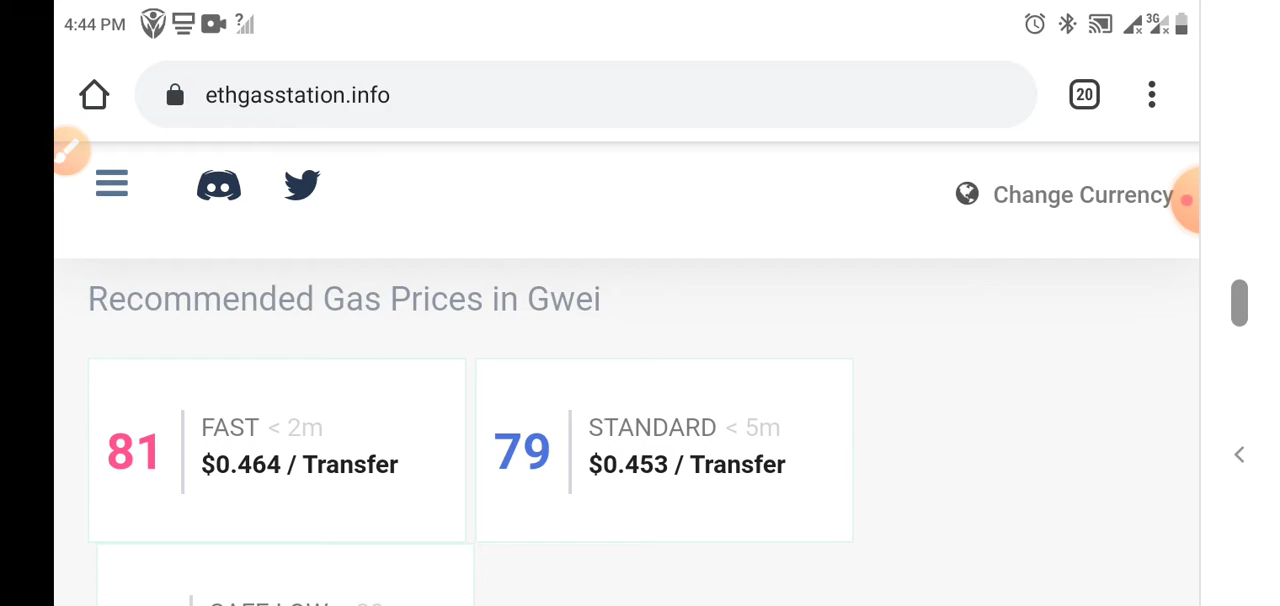 4:44 PM
?
3G
ethgasstation.info
20
Change Currency
Recommended Gas Prices in Gwei
81
FAST < 2m
$0.464 / Transfer
79
STANDARD < 5m
$0.453 / Transfer